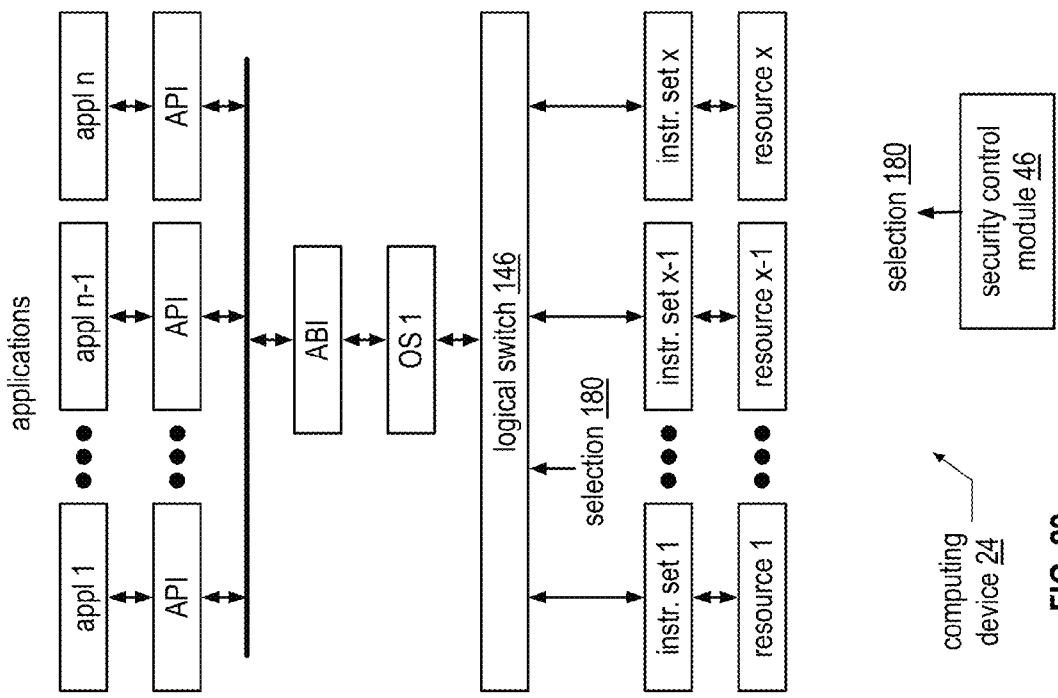 applications
appl 1
appl n-1
appl n
API
API
API
ABI
OS 1
logical switch 146
selection 180
instr. set 1
instr. set x-1
instr. set x
resource 1
resource x-1
resource x
computing
device 24
selection 180
security control
module 46
FIG.